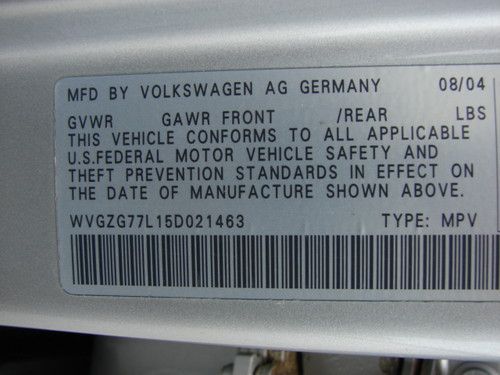 MFD BY VOLKSWAGEN AG GERMANY 08/04
GVWR GAWR FRONT /REAR LBS
THIS VEHICLE CONFORMS TO ALL APPLICABLE
U.S.FEDERAL MOTOR VEHICLE SAFETY AND
THEFT PREVENTION STANDARDS IN EFFECT ON
THE DATE OF MANUFACTURE SHOWN ABOVE.
WVGZG77L15D021463 TYPE: MPV